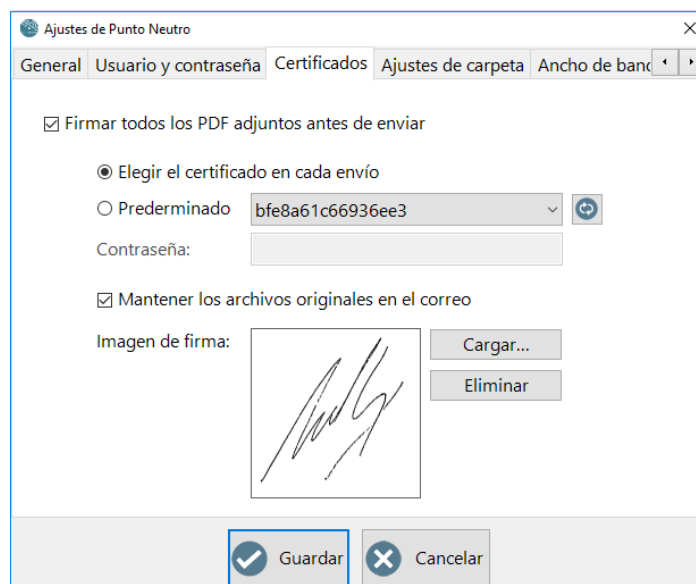 Ajustes de Punto Neutro
General Usuario y contraseña Certificados Ajustes de carpeta Ancho de banc
Firmar todos los PDF adjuntos antes de enviar
Elegir el certificado en cada envío
Prederminado bfe8a61c66936ee3
Contraseña:
Mantener los archivos originales en el correo
Imagen de firma: Cargar...
Eliminar
Guardar Cancelar